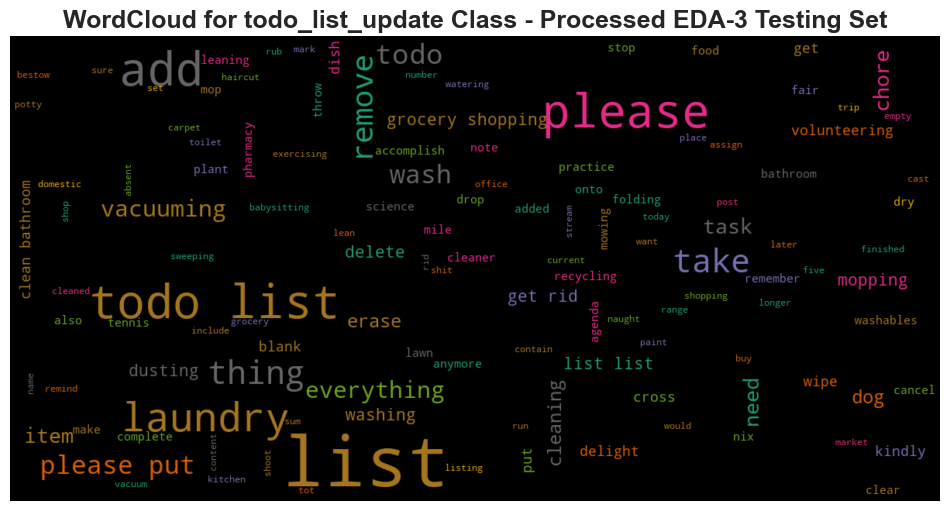 WordCloud for todo_list_update Class - Processed EDA-3 Testing Set
rub
mark
dish
todo
stop
food
get
add
leaning
chore
bestow
sure
haircut
number
watering
set
mop
throw
remove
please
fair
trip
potty
pharmacy
grocery shopping
empty
carpet
volunteering
toilet
accomplish
note
place
assign
exercising
plant
wash
practice
bathroom
cast
domestic
absent
office
onto
clean bathroom
shop
vacuuming
babysitting
science
drop
added
folding
post
dry
stream
mowing
today
task
lean
mile
want
later
finished
sweeping
delete
rid
cleaner
current
take
shit
recycling
remember
five
mopping
cleaned
todo list
get rid
shopping
longer
agenda
range
also
tennis
grocery
erase
naught
washables
include
paint
blank
lawn
contain
dusting
thing
anymore
list list
buy
name
remind
everything
cleaning
need
wipe
dog
cancel
laundry
washing
cross
item
make
sum
run
would
complete
nix
content
delight
market
kindly
please put
shoot
list
listing
put
vacuum
kitchen
tot
clear